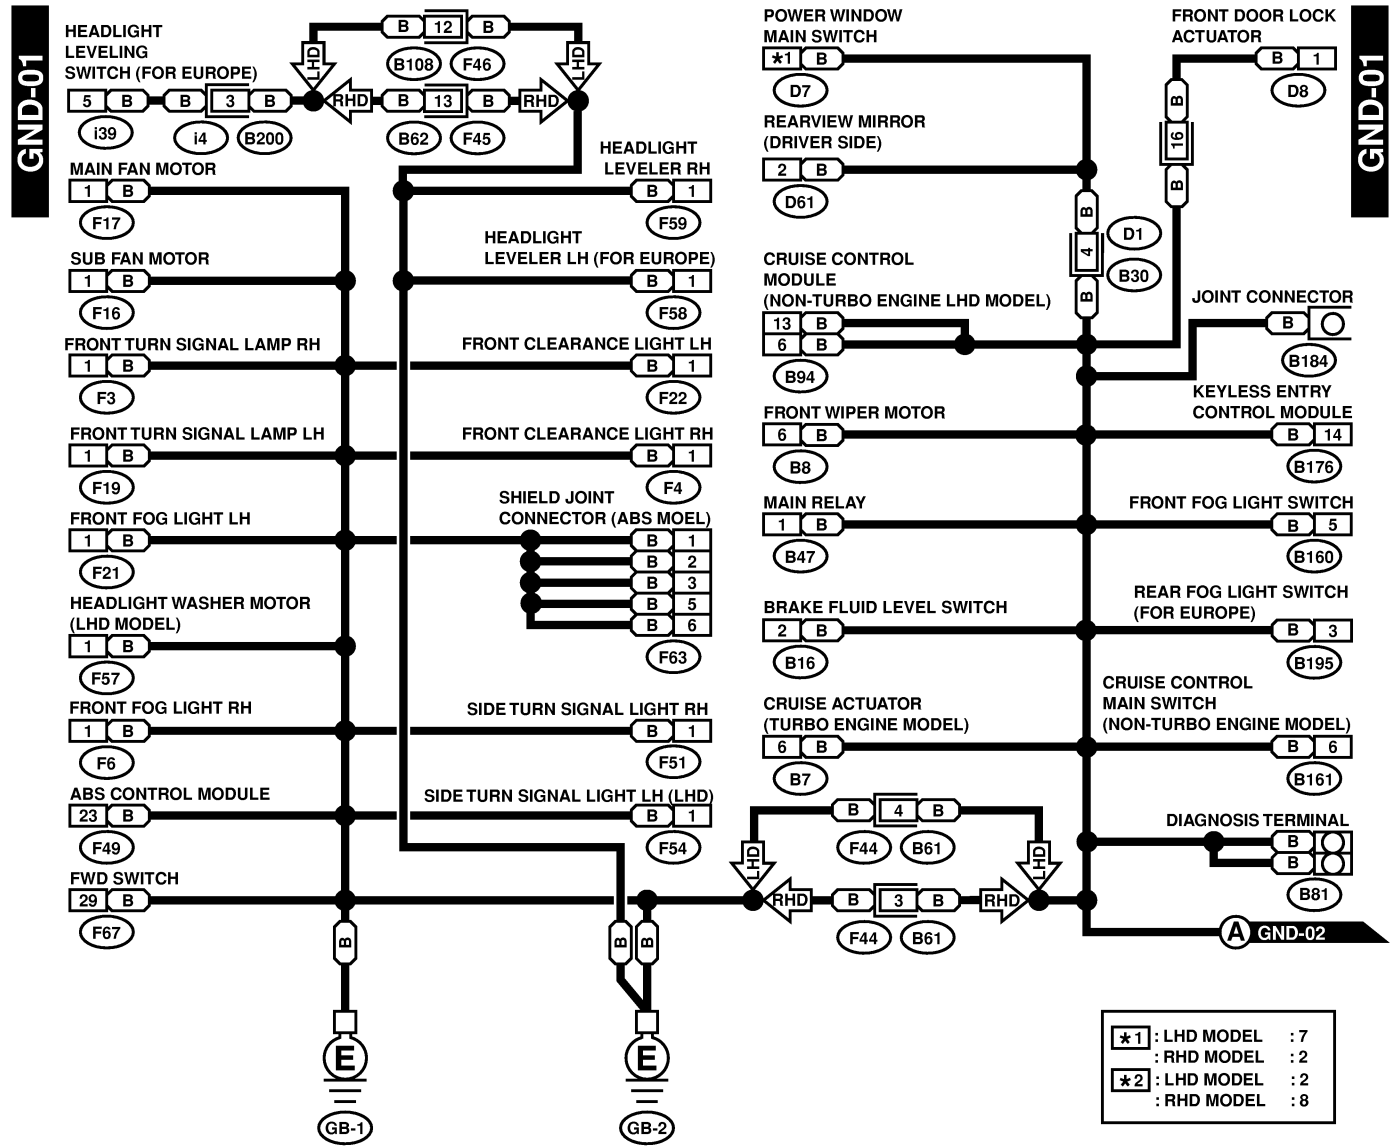 GND-01
HEADLIGHT
LEVELING
SWITCH (FOR EUROPE)
5 B B 3 B
i39 i4 B200
LHD
B 12 B
B108 F46
LHD
RHD B 13 B RHD
B62 F45
MAIN FAN MOTOR
1 B
F17
SUB FAN MOTOR
1 B
F16
FRONT TURN SIGNAL LAMP RH
1 B
F3
FRONT TURN SIGNAL LAMP LH
1 B
F19
FRONT FOG LIGHT LH
1 B
F21
HEADLIGHT WASHER MOTOR
(LHD MODEL)
1 B
F57
FRONT FOG LIGHT RH
1 B
F6
ABS CONTROL MODULE
23 B
F49
FWD SWITCH
29 B
F67
B
E
GB-1
HEADLIGHT
LEVELER RH
B 1
F59
HEADLIGHT
LEVELER LH (FOR EUROPE)
B 1
F58
FRONT CLEARANCE LIGHT LH
B 1
F22
FRONT CLEARANCE LIGHT RH
B 1
F4
SHIELD JOINT
CONNECTOR (ABS MOEL)
B 1
B 2
B 3
B 5
B 6
F63
SIDE TURN SIGNAL LIGHT RH
B 1
F51
SIDE TURN SIGNAL LIGHT LH (LHD)
B 1
F54
B B
E
GB-2
POWER WINDOW
MAIN SWITCH
*1 B
D7
REARVIEW MIRROR
(DRIVER SIDE)
2 B
D61
CRUISE CONTROL
MODULE
(NON-TURBO ENGINE LHD MODEL)
13 B
6 B
B94
FRONT WIPER MOTOR
6 B
B8
MAIN RELAY
1 B
B47
BRAKE FLUID LEVEL SWITCH
2 B
B16
CRUISE ACTUATOR
(TURBO ENGINE MODEL)
6 B
B7
LHD
B 4 B
F44 B61
LHD
RHD B 3 B RHD
F44 B61
B
4
B
D1
B30
FRONT DOOR LOCK
ACTUATOR
B 1
D8
B
16
B
GND-01
JOINT CONNECTOR
B
B184
KEYLESS ENTRY
CONTROL MODULE
B 14
B176
FRONT FOG LIGHT SWITCH
B 5
B160
REAR FOG LIGHT SWITCH
(FOR EUROPE)
B 3
B195
CRUISE CONTROL
MAIN SWITCH
(NON-TURBO ENGINE MODEL)
B 6
B161
DIAGNOSIS TERMINAL
B
B
B81
A GND-02
*1 : LHD MODEL : 7
: RHD MODEL : 2
*2 : LHD MODEL : 2
: RHD MODEL : 8